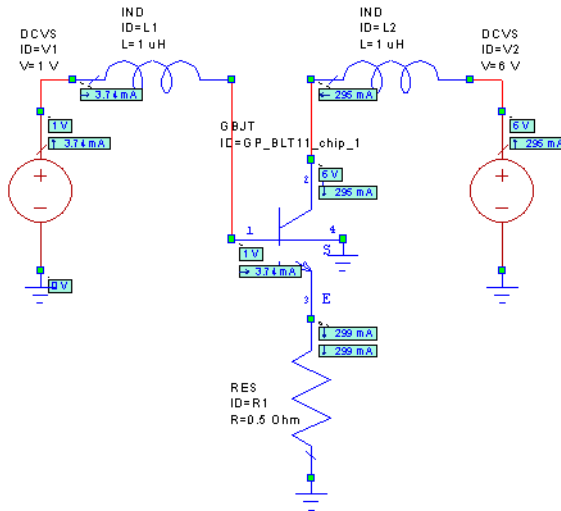 IND
ID=L1
L=1 uH
IND
ID=L2
L=1 uH
DCVS
ID=V1
V=1 V
DCVS
ID=V2
V=6 V
→ 3.74 mA
← 295 mA
1 V
↑ 3.74 mA
GBJT
ID=GP_BLT11_chip_1
6 V
↑ 295 mA
2
6 V
↓ 295 mA
1
4
S
1 V
→ 3.74 mA
0 V
3
E
↓ 299 mA
↓ 299 mA
RES
ID=R1
R=0.5 Ohm